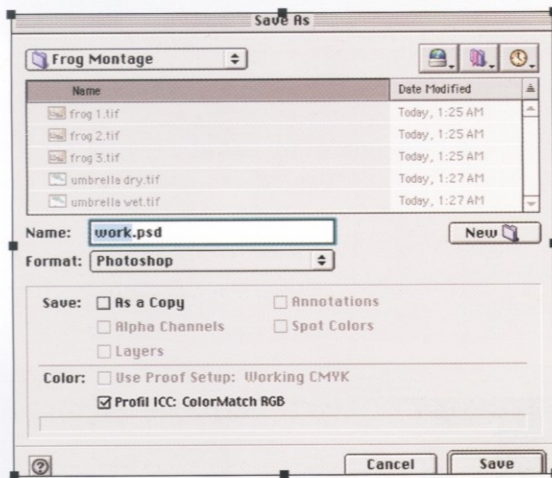 Save As
Frog Montage
Name Date Modified
frog 1.tif Today, 1:25 AM
frog 2.tif Today, 1:25 AM
frog 3.tif Today, 1:25 AM
umbrella dry.tif Today, 1:27 AM
umbrella wet.tif Today, 1:27 AM
Name: work.psd New
Format: Photoshop
Save: As a Copy Annotations
Alpha Channels Spot Colors
Layers
Color: Use Proof Setup: Working CMYK
Profil ICC: ColorMatch RGB
?
Cancel Save